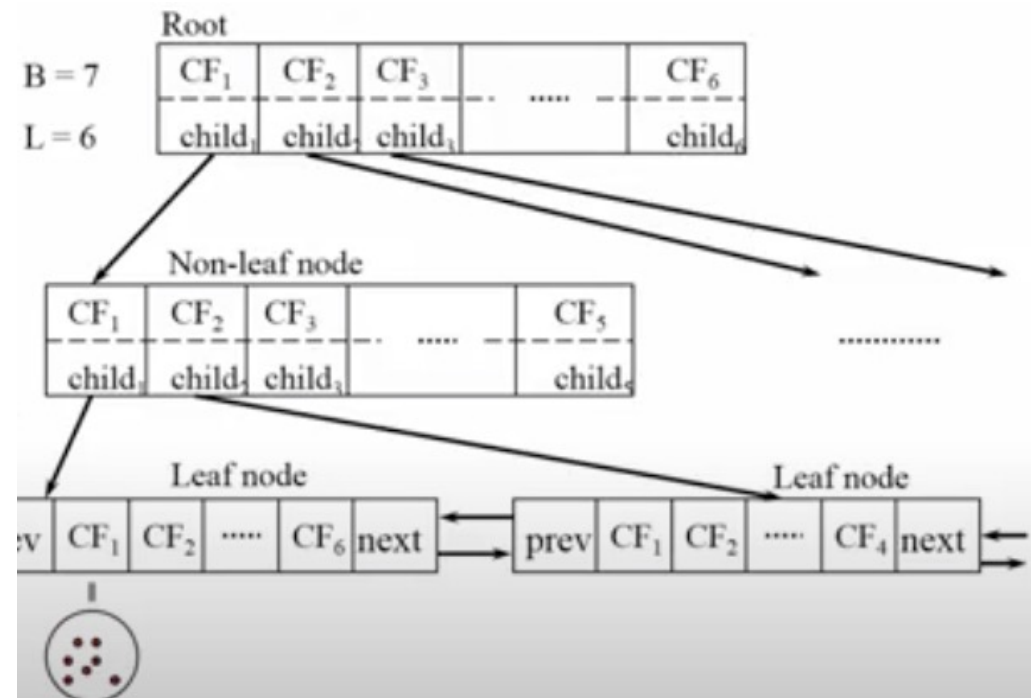 Root
B = 7
CF₁ CF₂ CF₃ ..... CF₆
L = 6
child₁ child₂ child₃ child₆
Non-leaf node
CF₁ CF₂ CF₃ ..... CF₅
child₁ child₂ child₃ child₅
............
Leaf node Leaf node
CF₁ CF₂ ..... CF₆ next prev CF₁ CF₂ ..... CF₄ next